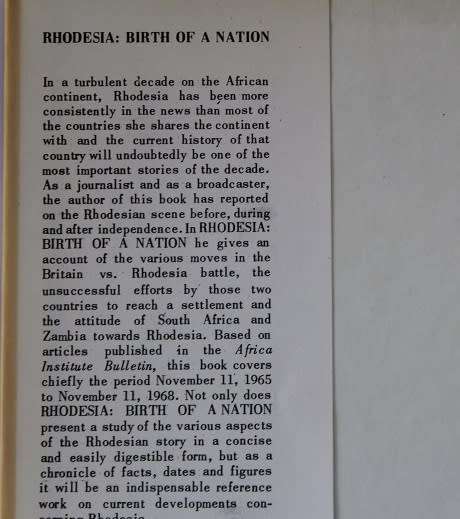 RHODESIA: BIRTH OF A NATION
In a turbulent decade on the African
continent, Rhodesia has been more
consistently in the news than most of
the countries she shares the continent
with and the current history of that
country will undoubtedly be one of the
most important stories of the decade.
As a journalist and as a broadcaster,
the author of this book has reported
on the Rhodesian scene before, during
and after independence. In RHODESIA:
BIRTH OF A NATION he gives an
account of the various moves in the
Britain vs. Rhodesia battle, the
unsuccessful efforts by those two
countries to reach a settlement and
the attitude of South Africa and
Zambia towards Rhodesia. Based on
articles published in the Africa
Institute Bulletin, this book covers
chiefly the period November 11, 1965
to November 11, 1968. Not only does
RHODESIA: BIRTH OF A NATION
present a study of the various aspects
of the Rhodesian story in a concise
and easily digestible form, but as a
chronicle of facts, dates and figures
it will be an indispensable reference
work on current developments con-
cerning Rhodesia.